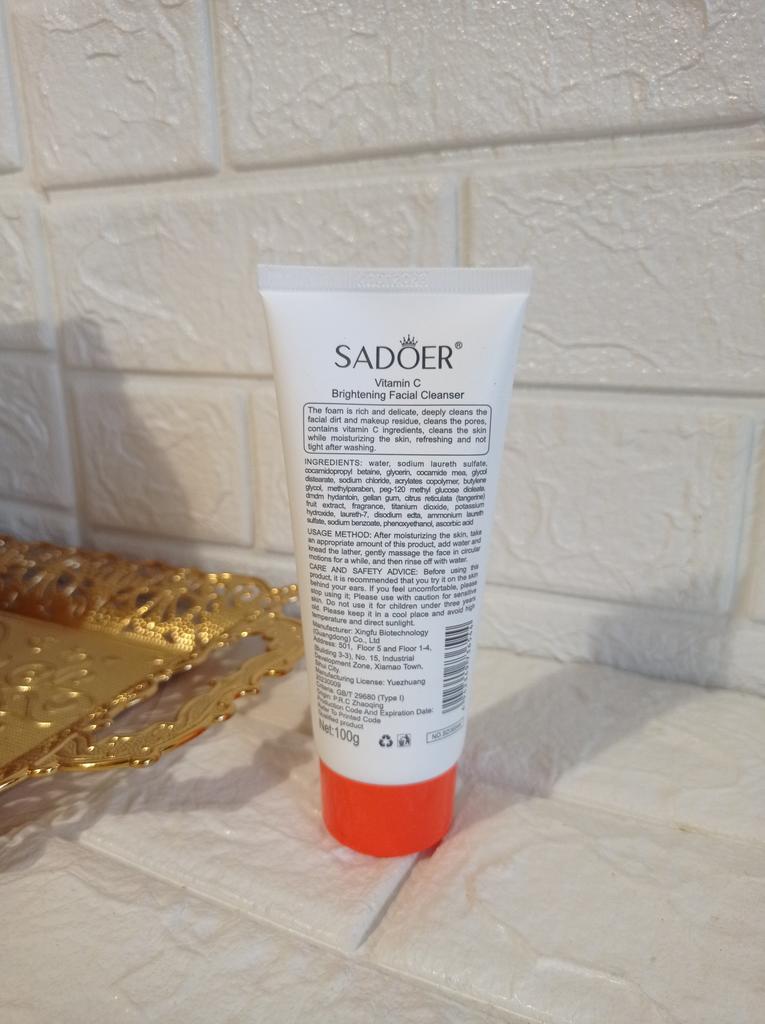 SADOER®
Vitamin C
Brightening Facial Cleanser
The foam is rich and delicate, deeply cleans the
facial dirt and makeup residue, cleans the pores,
contains vitamin C ingredients, cleans the skin
while moisturizing the skin, refreshing and not
tight after washing.
INGREDIENTS: water, sodium laureth sulfate,
cocamidopropyl betaine, glycerin, cocamide mea, glycol
distearate, sodium chloride, acrylates copolymer, butylene
glycol, methylparaben, peg-120 methyl glucose dioleate,
dmdm hydantoin, gellan gum, citrus reticulata (tangerine)
fruit extract, fragrance, titanium dioxide, potassium
hydroxide, laureth-7, disodium edta, ammonium laureth
sulfate, sodium benzoate, phenoxyethanol, ascorbic acid
USAGE METHOD: After moisturizing the skin, take
an appropriate amount of this product, add water and
knead the lather, gently massage the face in circular
motions for a while, and then rinse off with water.
CARE AND SAFETY ADVICE: Before using this
product, it is recommended that you try it on the skin
behind your ears. If you feel uncomfortable, please
stop using it; Please use with caution for sensitive
skin. Do not use it for children under three years
old. Please keep it in a cool place and avoid high
temperature and direct sunlight.
Manufacturer: Xingfu Biotechnology
(Guangdong) Co., Ltd
Address: 501, Floor 5 and Floor 1-4,
(Building 3-3), No. 15, Industrial
Development Zone, Xiamao Town,
Sihui City.
Manufacturing License: Yuezhuang
20230009
Criteria: GB/T 29680 (Type I)
Origin: P.R.C Zhaoqing
Production Code And Expiration Date:
Refer To Printed Code
Qualified product
Net:100g